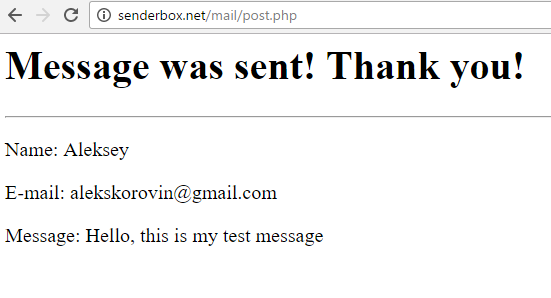 senderbox.net/mail/post.php
Message was sent! Thank you!
Name: Aleksey
E-mail: alekskorovin@gmail.com
Message: Hello, this is my test message